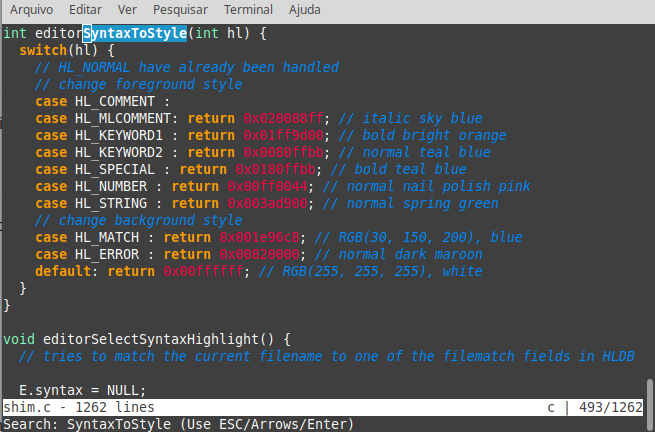 Arquivo Editar Ver Pesquisar Terminal Ajuda
int editorSyntaxToStyle(int hl) {
  switch(hl) {
    // HL_NORMAL have already been handled
    // change foreground style
    case HL_COMMENT :
    case HL_MLCOMMENT: return 0x020088ff; // italic sky blue
    case HL_KEYWORD1 : return 0x01ff9d00; // bold bright orange
    case HL_KEYWORD2 : return 0x0080ffbb; // normal teal blue
    case HL_SPECIAL : return 0x0180ffbb; // bold teal blue
    case HL_NUMBER : return 0x00ff0044; // normal nail polish pink
    case HL_STRING : return 0x003ad900; // normal spring green
    // change background style
    case HL_MATCH : return 0x001e96c8; // RGB(30, 150, 200), blue
    case HL_ERROR : return 0x00820000; // normal dark maroon
    default: return 0x00ffffff; // RGB(255, 255, 255), white
  }
}
void editorSelectSyntaxHighlight() {
  // tries to match the current filename to one of the filematch fields in HLDB
  E.syntax = NULL;
shim.c - 1262 lines c | 493/1262
Search: SyntaxToStyle (Use ESC/Arrows/Enter)